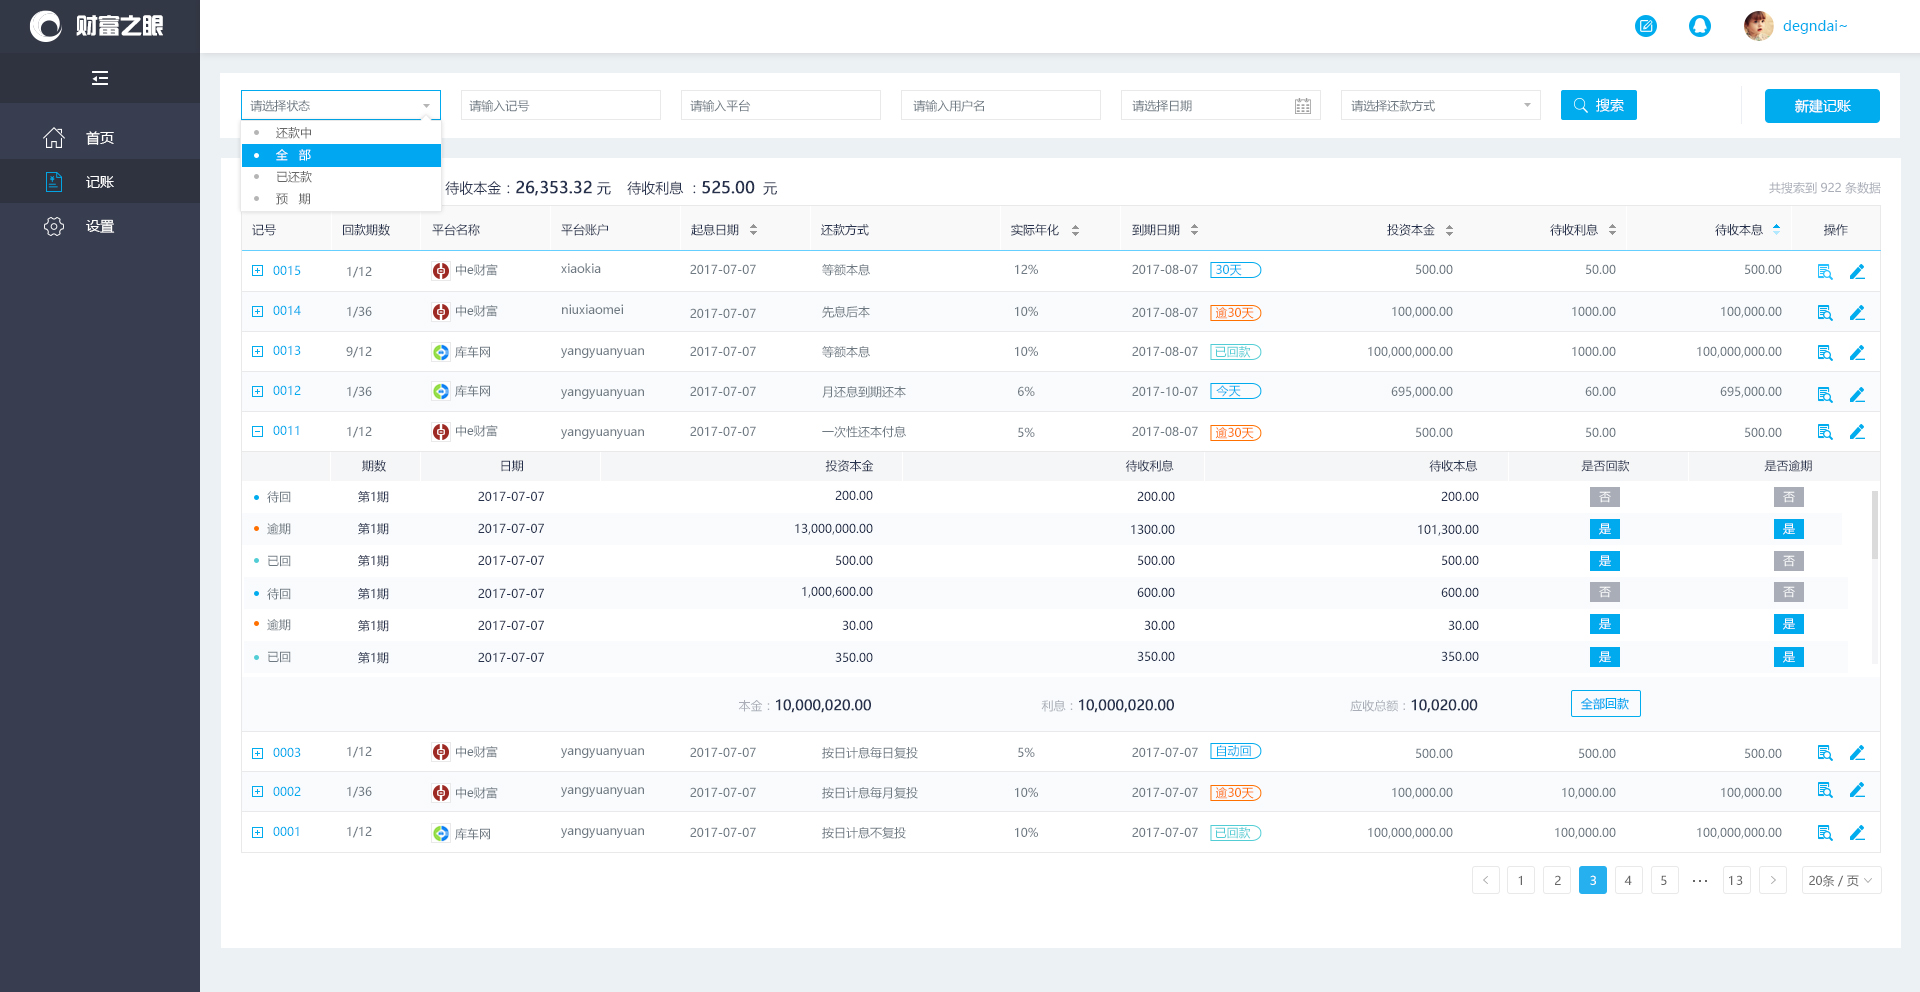 财富之眼
degndai~
首页
记账
设置
请选择状态 请输入记号 请输入平台 请输入用户名 请选择日期 请选择还款方式 搜索 新建记账
还款中
全 部
已还款
预 期
待收本金：26,353.32 元 待收利息 ：525.00 元 共搜索到 922 条数据
记号 回款期数 平台名称 平台账户 起息日期 还款方式 实际年化 到期日期 投资本金 待收利息 待收本息 操作
0015 1/12 中e财富 xiaokia 2017-07-07 等额本息 12% 2017-08-07 30天 500.00 50.00 500.00
0014 1/36 中e财富 niuxiaomei 2017-07-07 先息后本 10% 2017-08-07 逾30天 100,000.00 1000.00 100,000.00
0013 9/12 库车网 yangyuanyuan 2017-07-07 等额本息 10% 2017-08-07 已回款 100,000,000.00 1000.00 100,000,000.00
0012 1/36 库车网 yangyuanyuan 2017-07-07 月还息到期还本 6% 2017-10-07 今天 695,000.00 60.00 695,000.00
0011 1/12 中e财富 yangyuanyuan 2017-07-07 一次性还本付息 5% 2017-08-07 逾30天 500.00 50.00 500.00
期数 日期 投资本金 待收利息 待收本息 是否回款 是否逾期
待回 第1期 2017-07-07 200.00 200.00 200.00 否 否
逾期 第1期 2017-07-07 13,000,000.00 1300.00 101,300.00 是 是
已回 第1期 2017-07-07 500.00 500.00 500.00 是 否
待回 第1期 2017-07-07 1,000,600.00 600.00 600.00 否 否
逾期 第1期 2017-07-07 30.00 30.00 30.00 是 是
已回 第1期 2017-07-07 350.00 350.00 350.00 是 是
本金：10,000,020.00 利息：10,000,020.00 应收总额：10,020.00 全部回款
0003 1/12 中e财富 yangyuanyuan 2017-07-07 按日计息每日复投 5% 2017-07-07 自动回 500.00 500.00 500.00
0002 1/36 中e财富 yangyuanyuan 2017-07-07 按日计息每月复投 10% 2017-07-07 逾30天 100,000.00 10,000.00 100,000.00
0001 1/12 库车网 yangyuanyuan 2017-07-07 按日计息不复投 10% 2017-07-07 已回款 100,000,000.00 100,000.00 100,000,000.00
< 1 2 3 4 5 ··· 13 > 20条 / 页